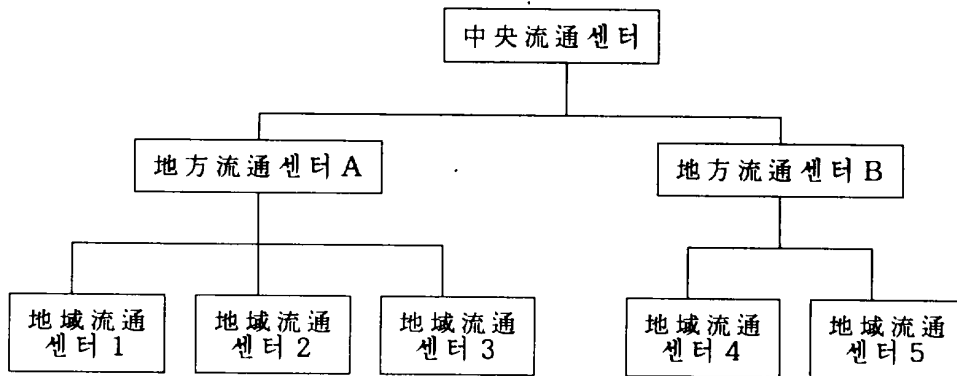 中央流通센터
地方流通센터 A
地方流通센터 B
地域流通
센터 1
地域流通
센터 2
地域流通
센터 3
地域流通
센터 4
地域流通
센터 5